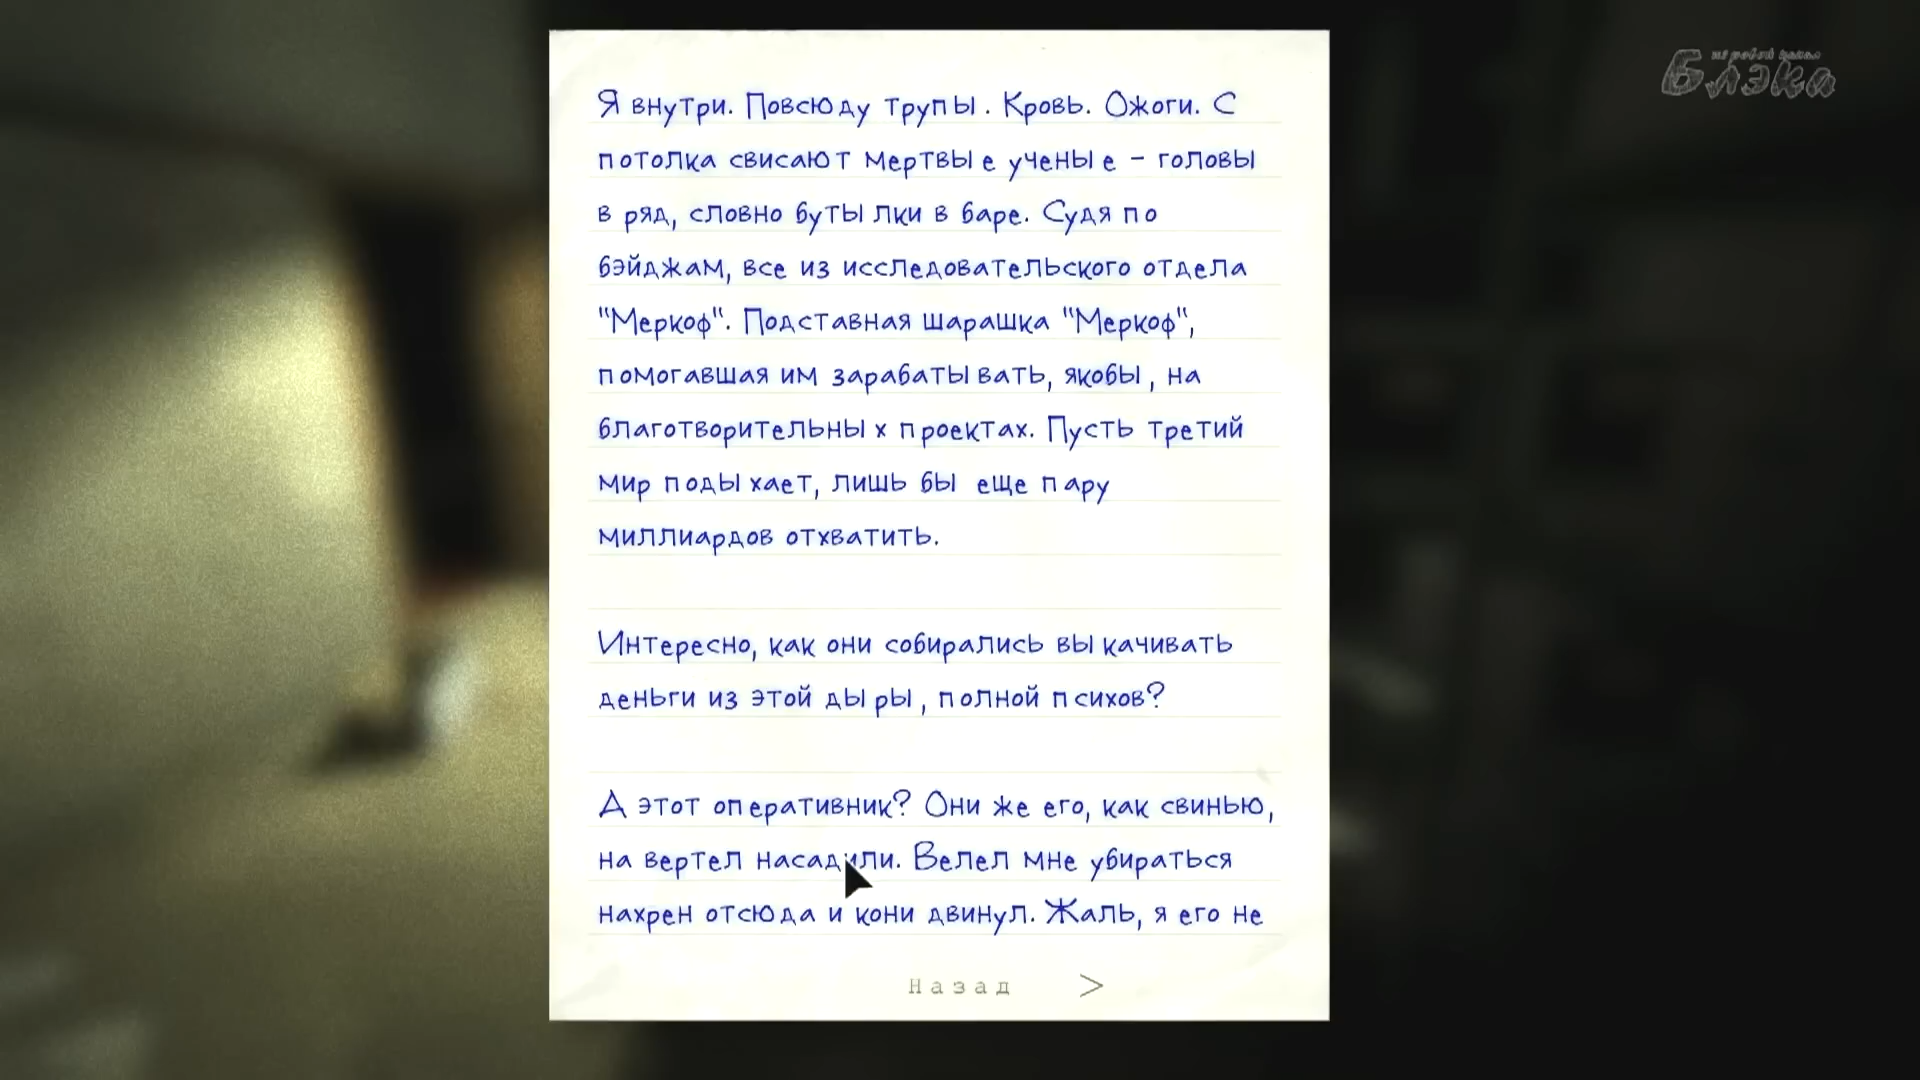 Блэка
Я внутри. Повсюду трупы. Кровь. Ожоги. С
потолка свисают мертвые ученые - головы
в ряд, словно бутылки в баре. Судя по
бэйджам, все из исследовательского отдела
"Меркоф". Подставная шарашка "Меркоф",
помогавшая им зарабатывать, якобы, на
благотворительных проектах. Пусть третий
мир подыхает, лишь бы еще пару
миллиардов отхватить.
Интересно, как они собирались выкачивать
деньги из этой дыры, полной психов?
А этот оперативник? Они же его, как свинью,
на вертел насадили. Велел мне убираться
нахрен отсюда и кони двинул. Жаль, я его не
Назад >